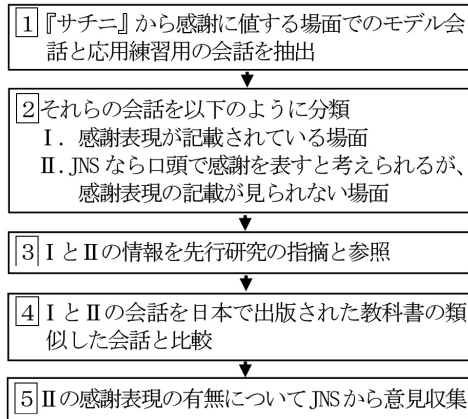 1 『サチニ』から感謝に値する場面でのモデル会
話と応用練習用の会話を抽出
2 それらの会話を以下のように分類
Ⅰ．感謝表現が記載されている場面
Ⅱ．JNS なら口頭で感謝を表すと考えられるが、
感謝表現の記載が見られない場面
3 ⅠとⅡの情報を先行研究の指摘と参照
4 ⅠとⅡの会話を日本で出版された教科書の類
似した会話と比較
5 Ⅱの感謝表現の有無について JNS から意見収集